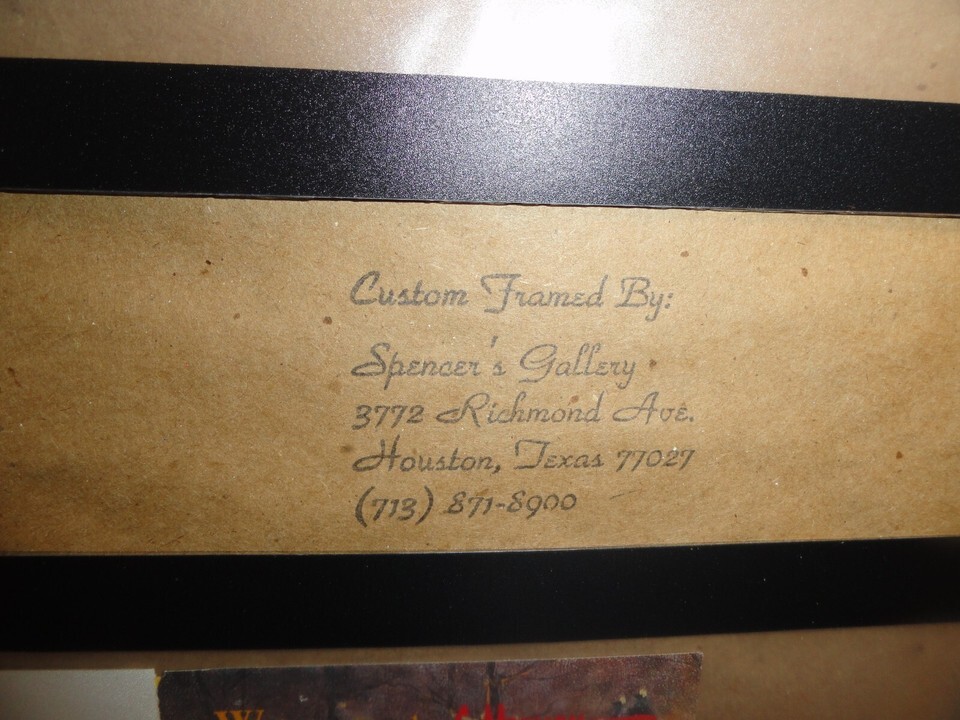 Custom Framed By:
Spencer's Gallery
3772 Richmond Ave.
Houston, Texas 77027
(713) 871-8900